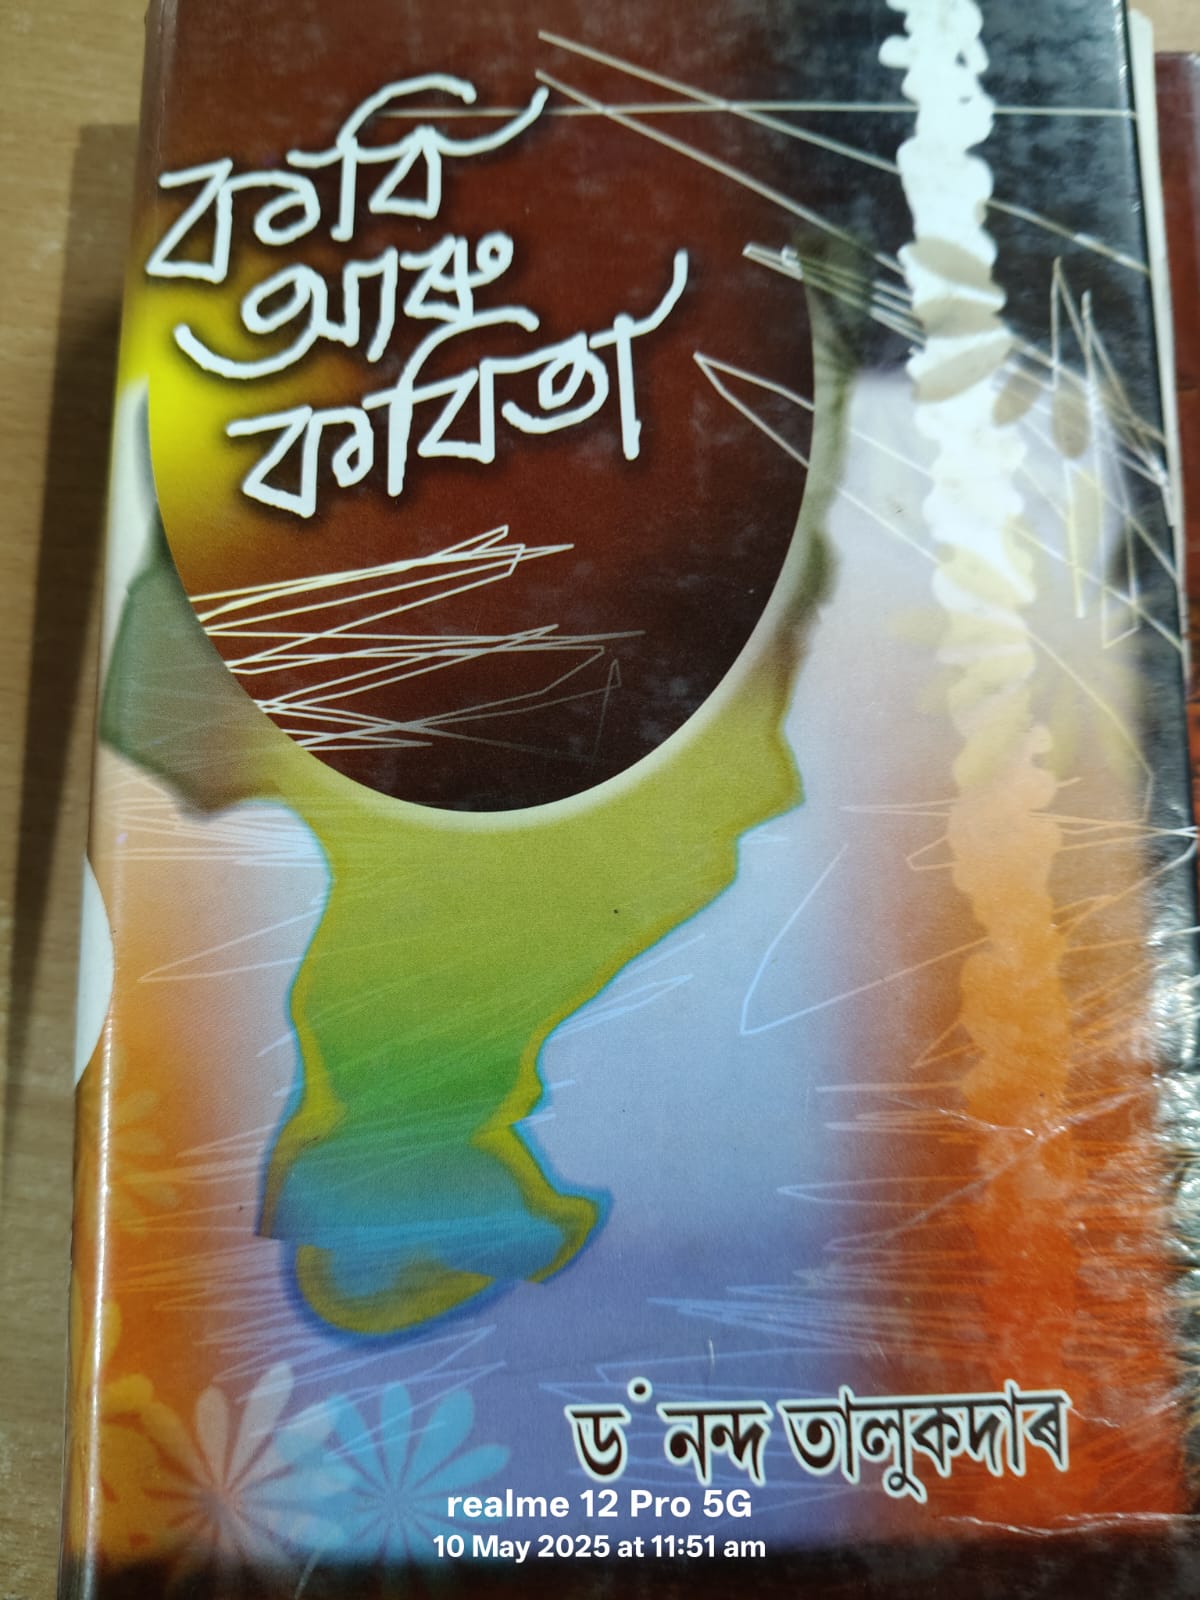 কবি
আৰু
কবিতা
ড° নন্দ তালুকদাৰ
realme 12 Pro 5G
10 May 2025 at 11:51 am